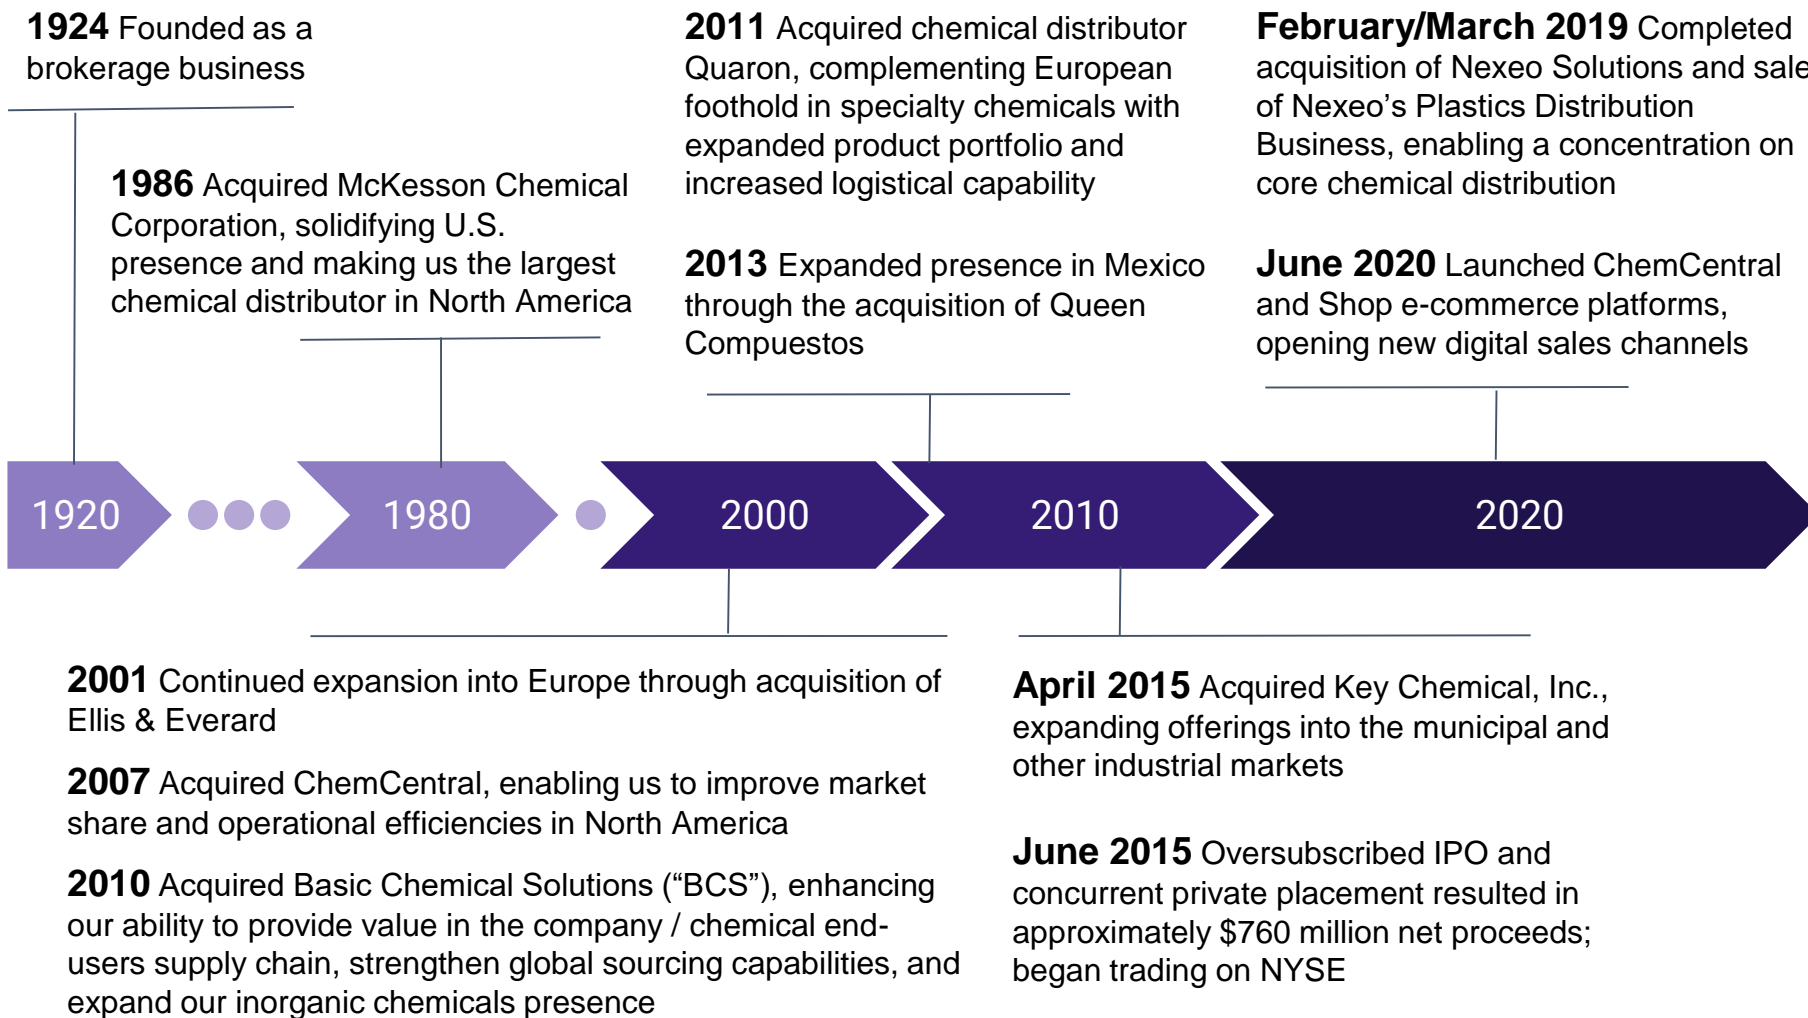 1924 Founded as a
brokerage business
1986 Acquired McKesson Chemical
Corporation, solidifying U.S.
presence and making us the largest
chemical distributor in North America
2011 Acquired chemical distributor
Quaron, complementing European
foothold in specialty chemicals with
expanded product portfolio and
increased logistical capability
2013 Expanded presence in Mexico
through the acquisition of Queen
Compuestos
February/March 2019 Completed
acquisition of Nexeo Solutions and sale
of Nexeo’s Plastics Distribution
Business, enabling a concentration on
core chemical distribution
June 2020 Launched ChemCentral
and Shop e-commerce platforms,
opening new digital sales channels
1920
1980
2000
2010
2020
2001 Continued expansion into Europe through acquisition of
Ellis & Everard
2007 Acquired ChemCentral, enabling us to improve market
share and operational efficiencies in North America
2010 Acquired Basic Chemical Solutions (“BCS”), enhancing
our ability to provide value in the company / chemical end-
users supply chain, strengthen global sourcing capabilities, and
expand our inorganic chemicals presence
April 2015 Acquired Key Chemical, Inc.,
expanding offerings into the municipal and
other industrial markets
June 2015 Oversubscribed IPO and
concurrent private placement resulted in
approximately $760 million net proceeds;
began trading on NYSE